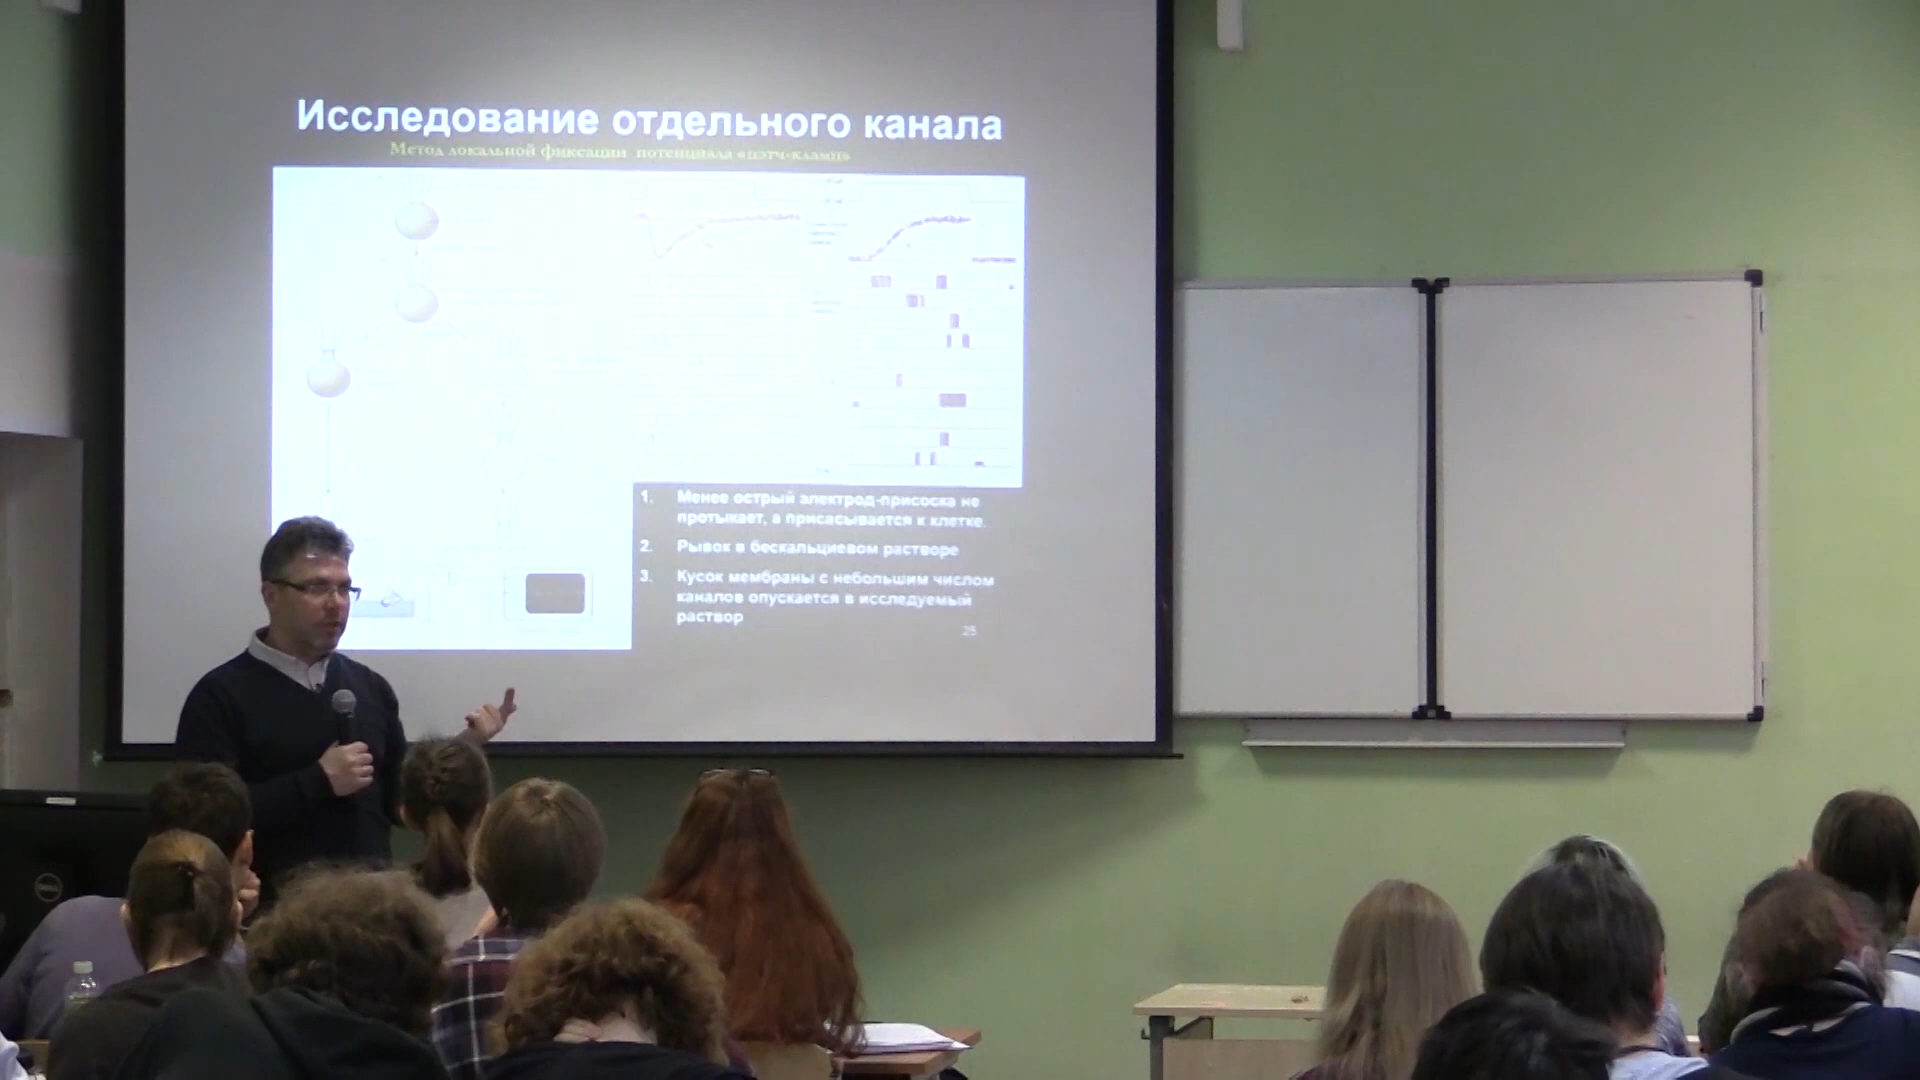 Исследование отдельного канала
Метод локальной фиксации потенциала «пэтч-кламп»
1. Менее острый электрод-присоска не
протыкает, а присасывается к клетке.
2. Рывок в бескальциевом растворе
3. Кусок мембраны с небольшим числом
каналов опускается в исследуемый
раствор
25
DELL